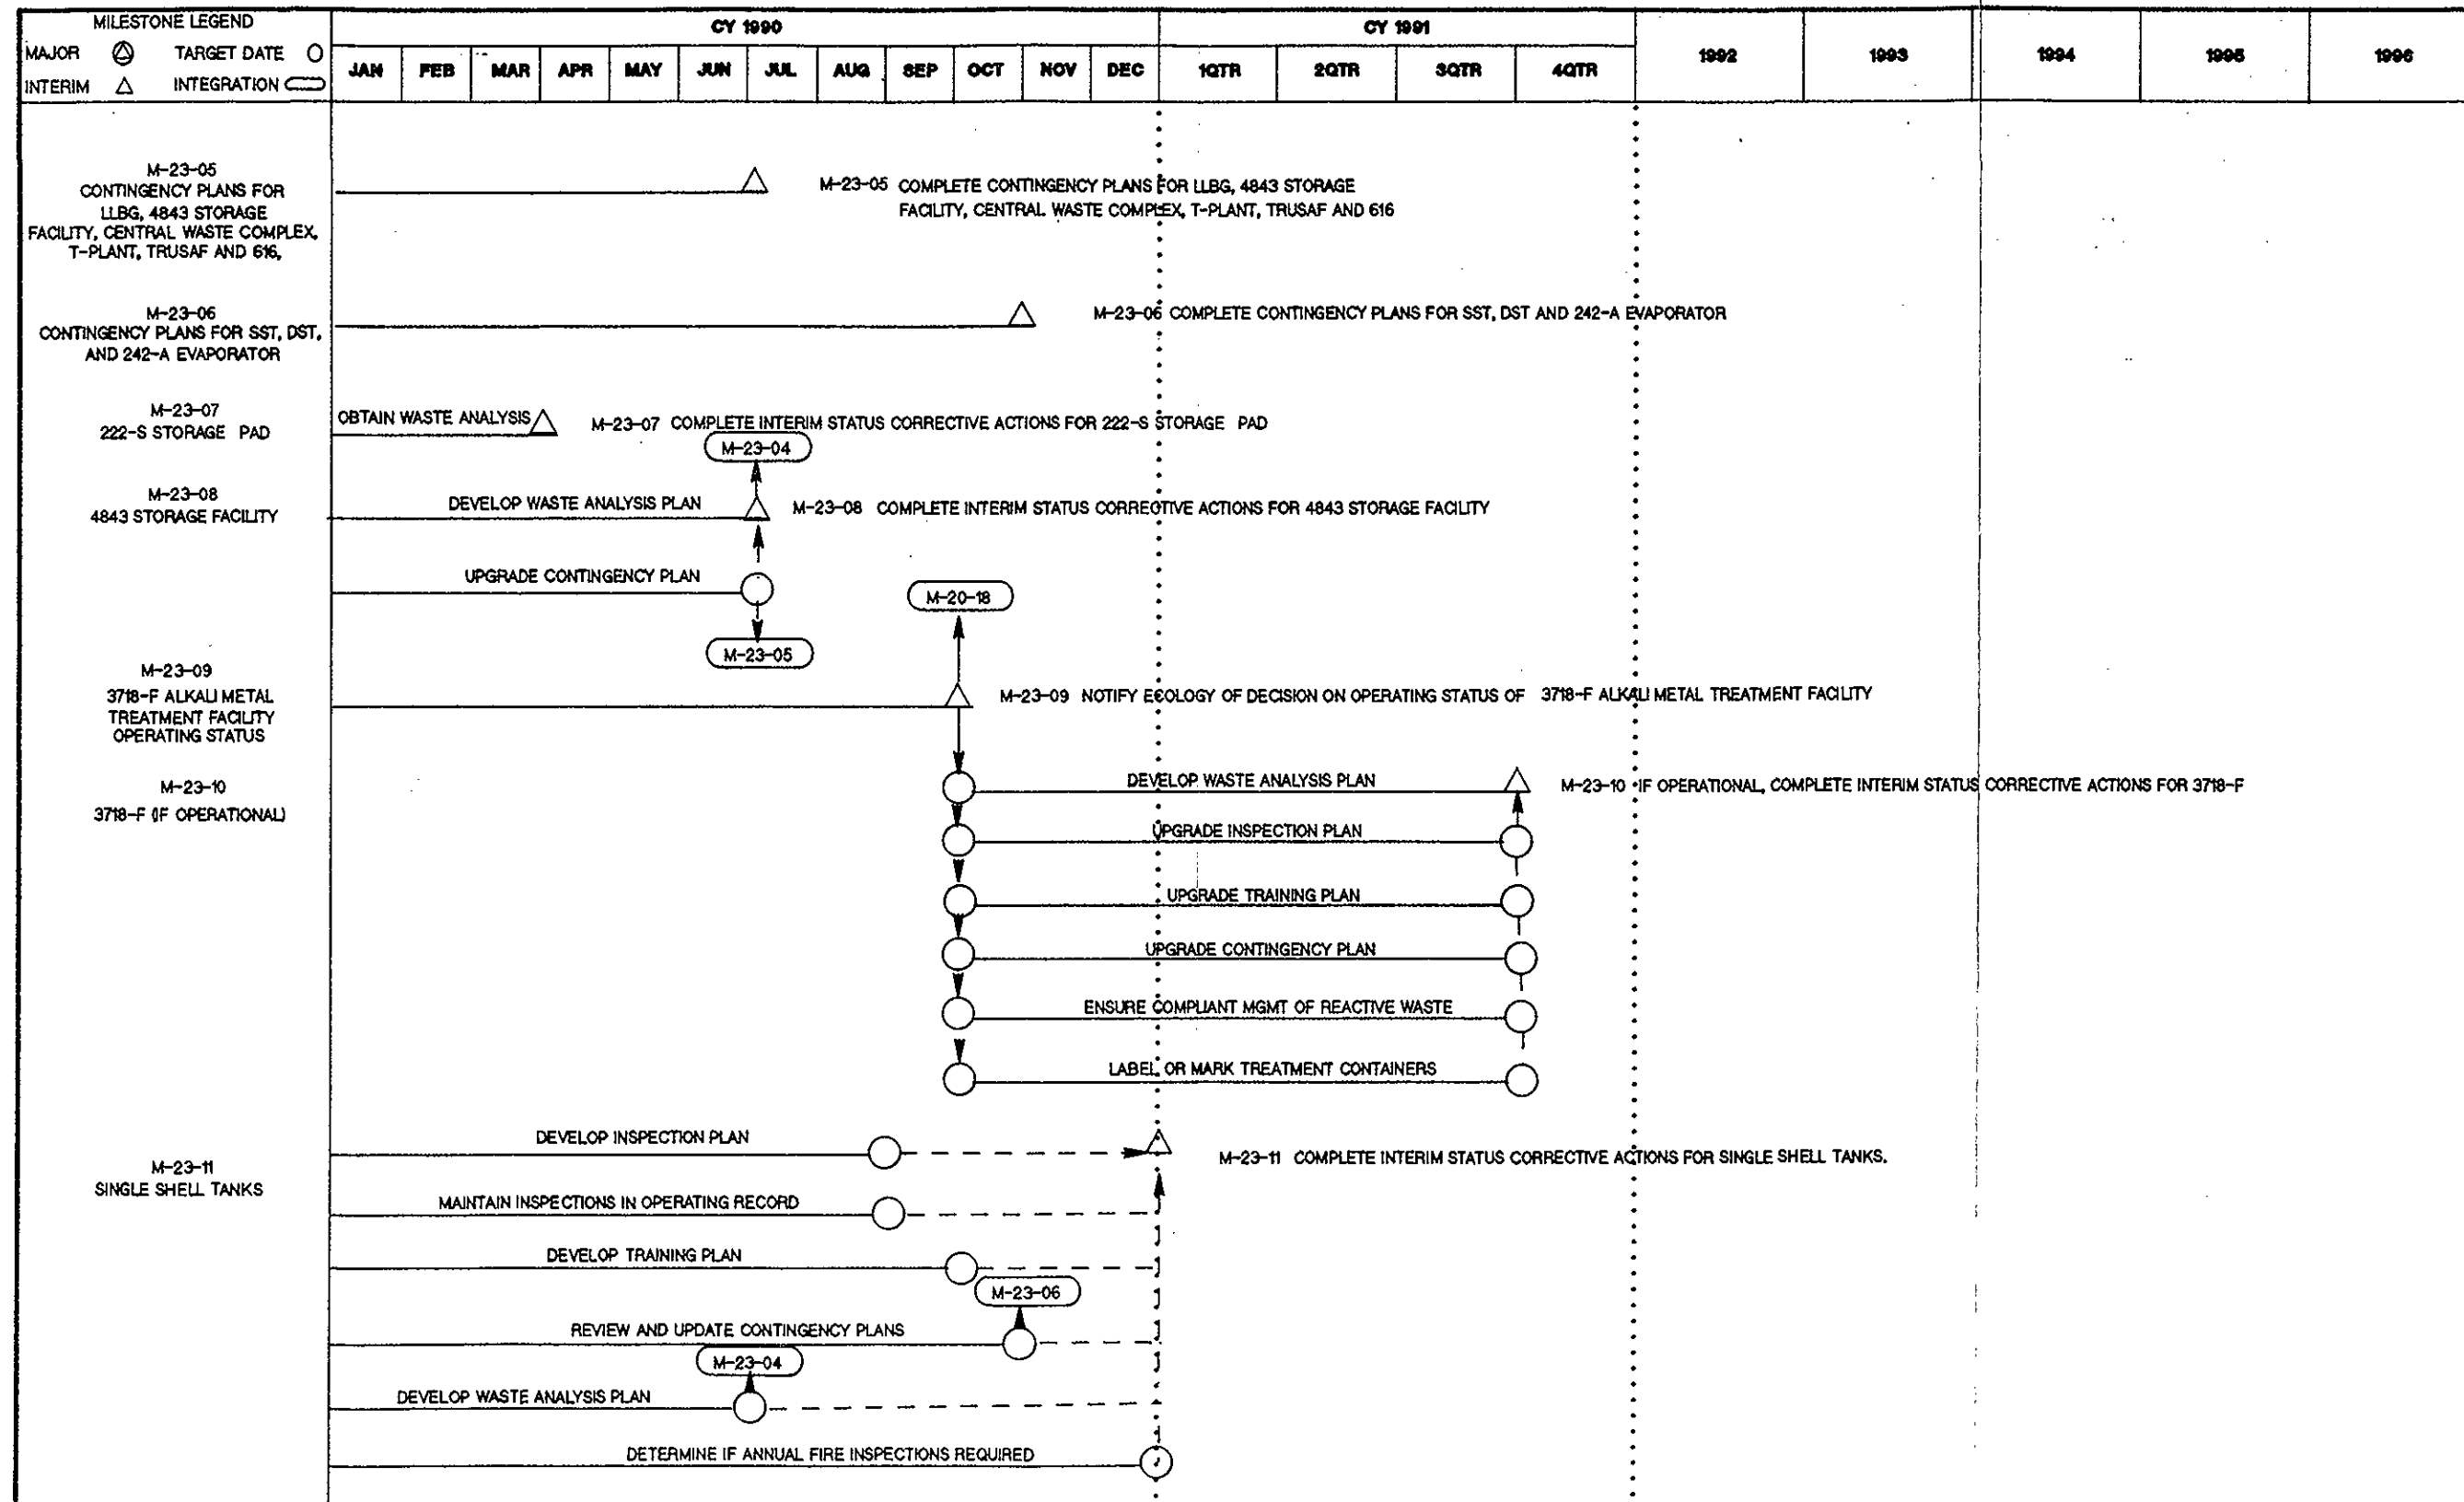 MILESTONE LEGEND
MAJOR TARGET DATE
INTERIM INTEGRATION
CY 1990
CY 1991
JAN FEB MAR APR MAY JUN JUL AUG SEP OCT NOV DEC 1QTR 2QTR 3QTR 4QTR 1992 1993 1994 1995 1996
M-23-05
CONTINGENCY PLANS FOR
LLBG, 4843 STORAGE
FACILITY, CENTRAL WASTE COMPLEX,
T-PLANT, TRUSAF AND 616,
M-23-05 COMPLETE CONTINGENCY PLANS FOR LLBG, 4843 STORAGE
FACILITY, CENTRAL WASTE COMPLEX, T-PLANT, TRUSAF AND 616
M-23-06
CONTINGENCY PLANS FOR SST, DST,
AND 242-A EVAPORATOR
M-23-06 COMPLETE CONTINGENCY PLANS FOR SST, DST AND 242-A EVAPORATOR
M-23-07
222-S STORAGE PAD
OBTAIN WASTE ANALYSIS
M-23-07 COMPLETE INTERIM STATUS CORRECTIVE ACTIONS FOR 222-S STORAGE PAD
M-23-04
M-23-08
4843 STORAGE FACILITY
DEVELOP WASTE ANALYSIS PLAN
M-23-08 COMPLETE INTERIM STATUS CORRECTIVE ACTIONS FOR 4843 STORAGE FACILITY
UPGRADE CONTINGENCY PLAN
M-20-18
M-23-05
M-23-09
3718-F ALKALI METAL
TREATMENT FACILITY
OPERATING STATUS
M-23-09 NOTIFY ECOLOGY OF DECISION ON OPERATING STATUS OF 3718-F ALKALI METAL TREATMENT FACILITY
M-23-10
3718-F (IF OPERATIONAL)
DEVELOP WASTE ANALYSIS PLAN
M-23-10 IF OPERATIONAL, COMPLETE INTERIM STATUS CORRECTIVE ACTIONS FOR 3718-F
UPGRADE INSPECTION PLAN
UPGRADE TRAINING PLAN
UPGRADE CONTINGENCY PLAN
ENSURE COMPLIANT MGMT OF REACTIVE WASTE
LABEL OR MARK TREATMENT CONTAINERS
M-23-11
SINGLE SHELL TANKS
DEVELOP INSPECTION PLAN
M-23-11 COMPLETE INTERIM STATUS CORRECTIVE ACTIONS FOR SINGLE SHELL TANKS.
MAINTAIN INSPECTIONS IN OPERATING RECORD
DEVELOP TRAINING PLAN
M-23-06
REVIEW AND UPDATE CONTINGENCY PLANS
M-23-04
DEVELOP WASTE ANALYSIS PLAN
DETERMINE IF ANNUAL FIRE INSPECTIONS REQUIRED